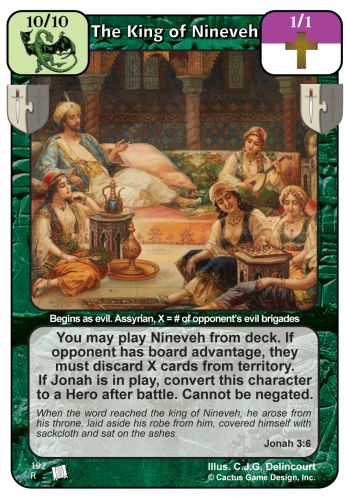 10/10
The King of Nineveh
1/1
Begins as evil. Assyrian, X = # of opponent's evil brigades
You may play Nineveh from deck. If
opponent has board advantage, they
must discard X cards from territory.
If Jonah is in play, convert this character
to a Hero after battle. Cannot be negated.
When the word reached the king of Nineveh, he arose from
his throne, laid aside his robe from him, covered himself with
sackcloth and sat on the ashes.
Jonah 3:6
192
R
Illus. C.J.G. Delincourt
© Cactus Game Design, Inc.